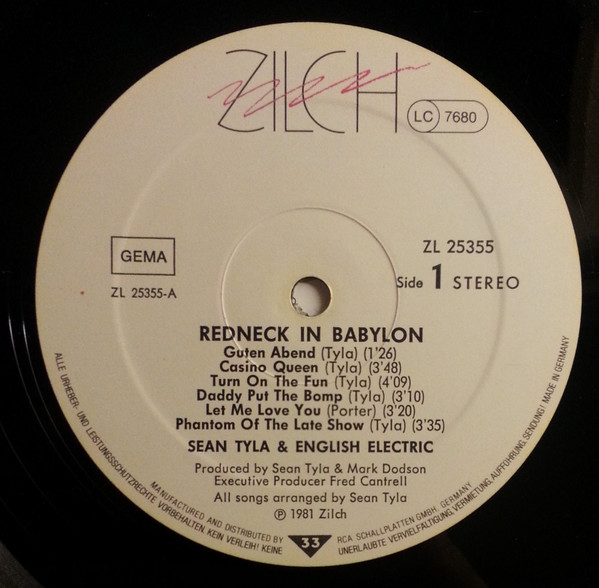 ZILCH
LC 7680
GEMA
ZL 25355
ZL 25355-A
Side 1 STEREO
REDNECK IN BABYLON
Guten Abend (Tyla) (1'26)
Casino Queen (Tyla) (3'48)
Turn On The Fun (Tyla) (4'09)
Daddy Put The Bomp (Tyla) (3'10)
Let Me Love You (Porter) (3'20)
Phantom Of The Late Show (Tyla) (3'35)
SEAN TYLA & ENGLISH ELECTRIC
Produced by Sean Tyla & Mark Dodson
Executive Producer Fred Cantrell
All songs arranged by Sean Tyla
℗ 1981 Zilch
33
ALLE URHEBER- UND LEISTUNGSSCHUTZRECHTE VORBEHALTEN. KEIN VERLEIH! KEINE UNERLAUBTE VERVIELFÄLTIGUNG, VERMIETUNG, AUFFÜHRUNG, SENDUNG! MADE IN GERMANY
MANUFACTURED AND DISTRIBUTED BY RCA SCHALLPLATTEN GMBH. GERMANY